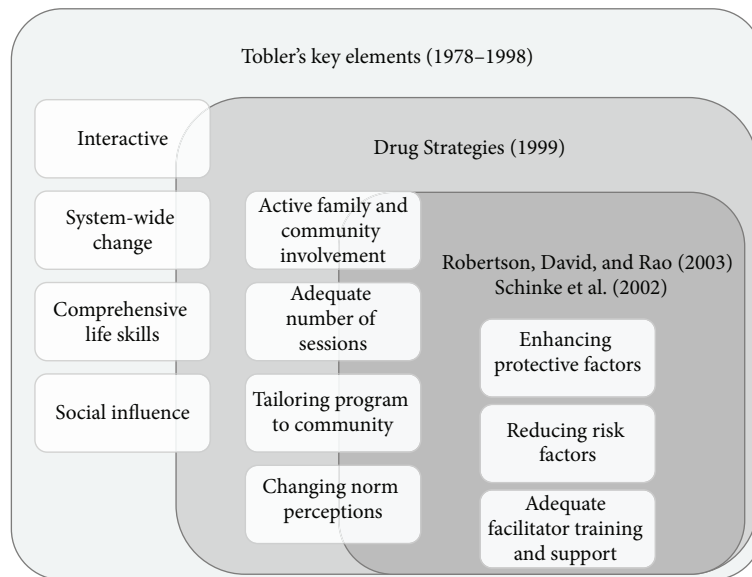 Tobler's key elements (1978–1998)
Interactive
System-wide
change
Comprehensive
life skills
Social influence
Drug Strategies (1999)
Active family and
community
involvement
Adequate
number of
sessions
Tailoring program
to community
Changing norm
perceptions
Robertson, David, and Rao (2003)
Schinke et al. (2002)
Enhancing
protective factors
Reducing risk
factors
Adequate
facilitator training
and support